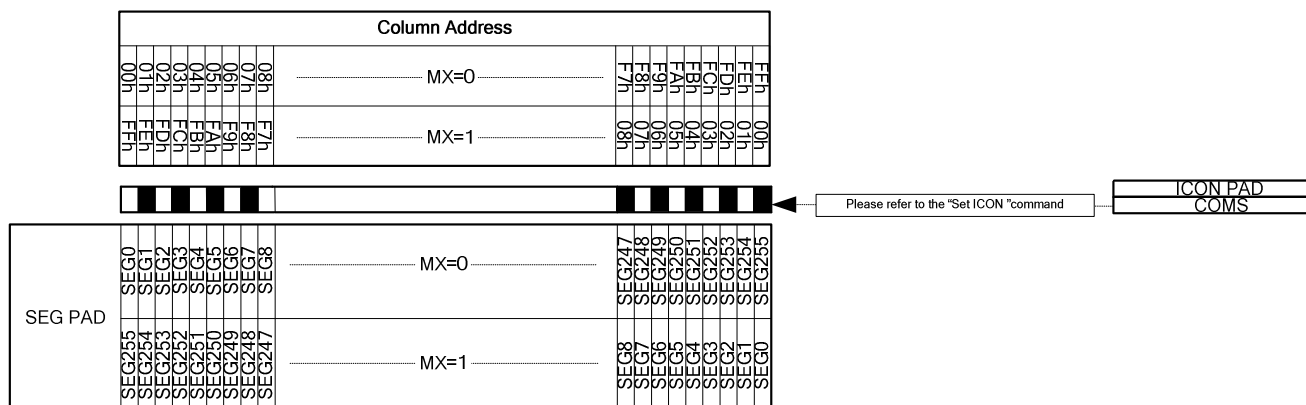 Column Address
00h 01h 02h 03h 04h 05h 06h 07h 08h MX=0 F7h F8h F9h FAh FBh FCh FDh FEh FFh
FFh FEh FDh FCh FBh FAh F9h F8h F7h MX=1 08h 07h 06h 05h 04h 03h 02h 01h 00h
Please refer to the "Set ICON "command
ICON PAD
COMS
SEG PAD
SEG0 SEG1 SEG2 SEG3 SEG4 SEG5 SEG6 SEG7 SEG8 MX=0 SEG247 SEG248 SEG249 SEG250 SEG251 SEG252 SEG253 SEG254 SEG255
SEG255 SEG254 SEG253 SEG252 SEG251 SEG250 SEG249 SEG248 SEG247 MX=1 SEG8 SEG7 SEG6 SEG5 SEG4 SEG3 SEG2 SEG1 SEG0